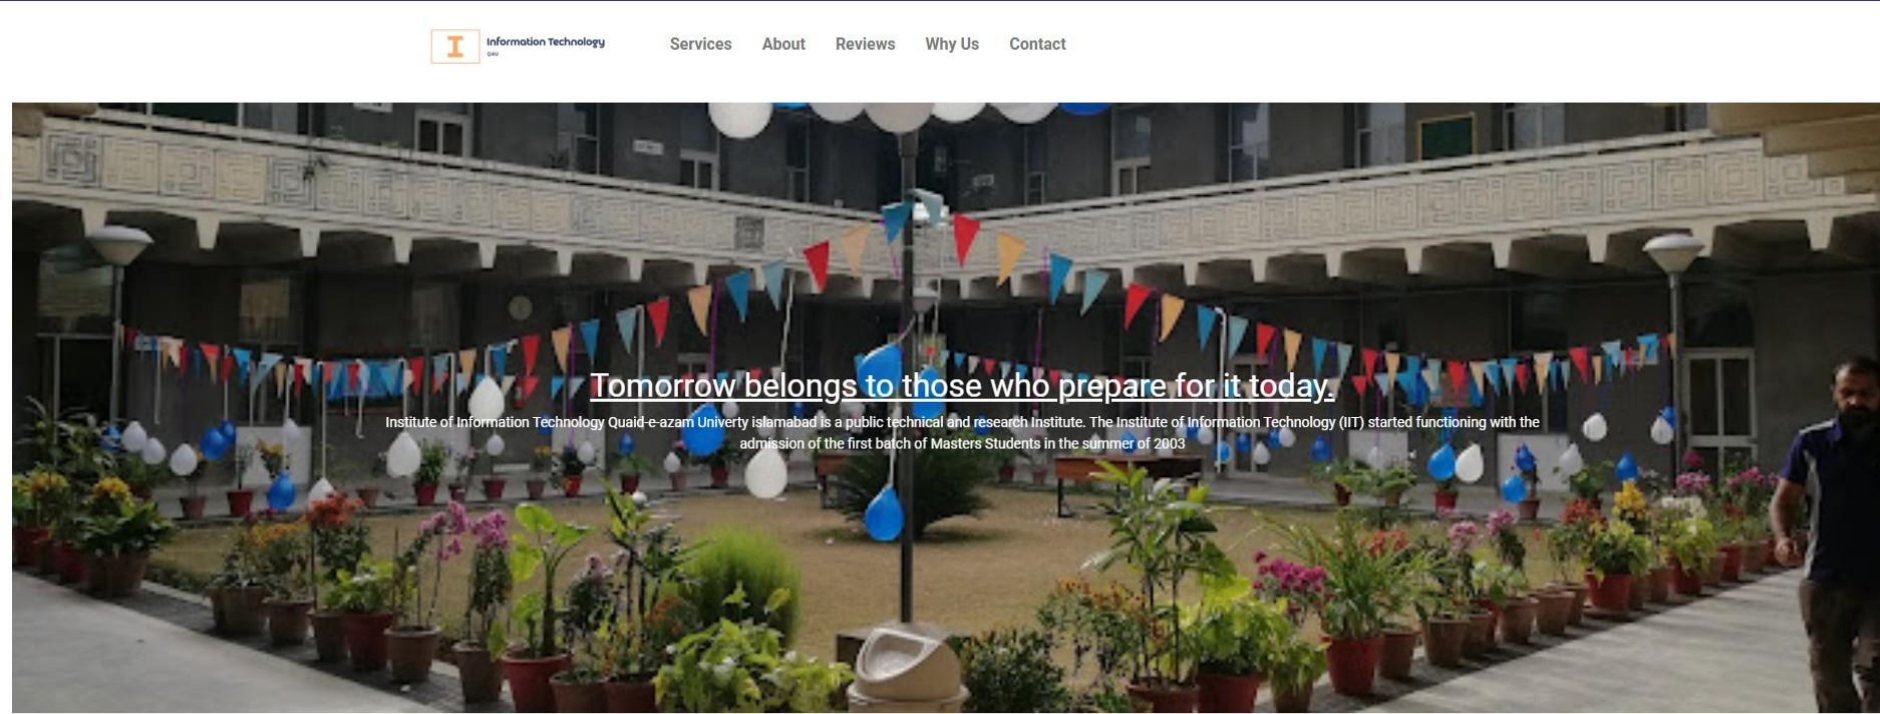 I
Information Technology
QAU
Services About Reviews Why Us Contact
Tomorrow belongs to those who prepare for it today.
Institute of Information Technology Quaid-e-azam Univerty islamabad is a public technical and research Institute. The Institute of Information Technology (IIT) started functioning with the
admission of the first batch of Masters Students in the summer of 2003